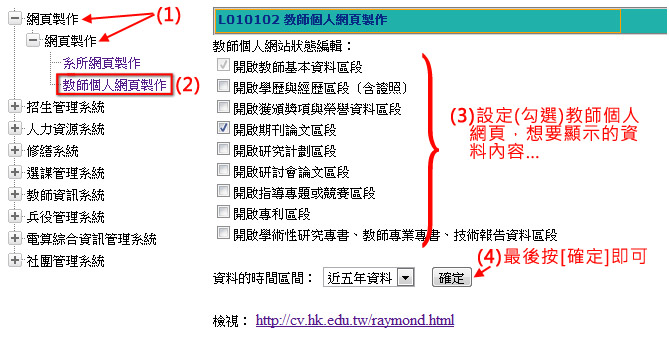 網頁製作
網頁製作
系所網頁製作
教師個人網頁製作
招生管理系統
人力資源系統
修繕系統
選課管理系統
教師資訊系統
兵役管理系統
電算綜合資訊管理系統
社團管理系統
(1)
(2)
L010102 教師個人網頁製作
教師個人網站狀態編輯：
開啟教師基本資料區段
開啟學歷與經歷區段〔含證照〕
開啟獲頒獎項與榮譽資料區段
開啟期刊論文區段
開啟研究計劃區段
開啟研討會論文區段
開啟指導專題或競賽區段
開啟專利區段
開啟學術性研究專書、教師專業專書、技術報告資料區段
(3)設定(勾選)教師個人
網頁，想要顯示的資
料內容...
資料的時間區間： 近五年資料 確定
(4)最後按[確定]即可
檢視： http://cv.hk.edu.tw/raymond.html